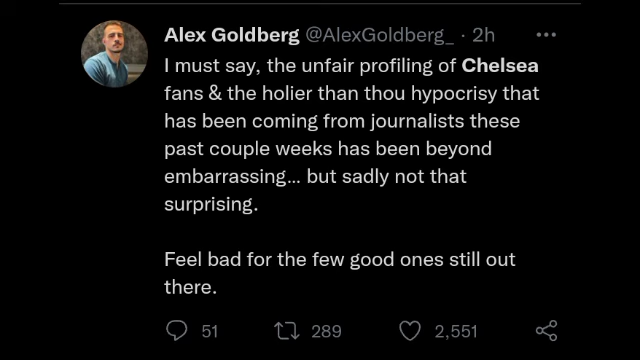 Alex Goldberg @AlexGoldberg_ · 2h
I must say, the unfair profiling of Chelsea
fans & the holier than thou hypocrisy that
has been coming from journalists these
past couple weeks has been beyond
embarrassing... but sadly not that
surprising.
Feel bad for the few good ones still out
there.
51 289 2,551